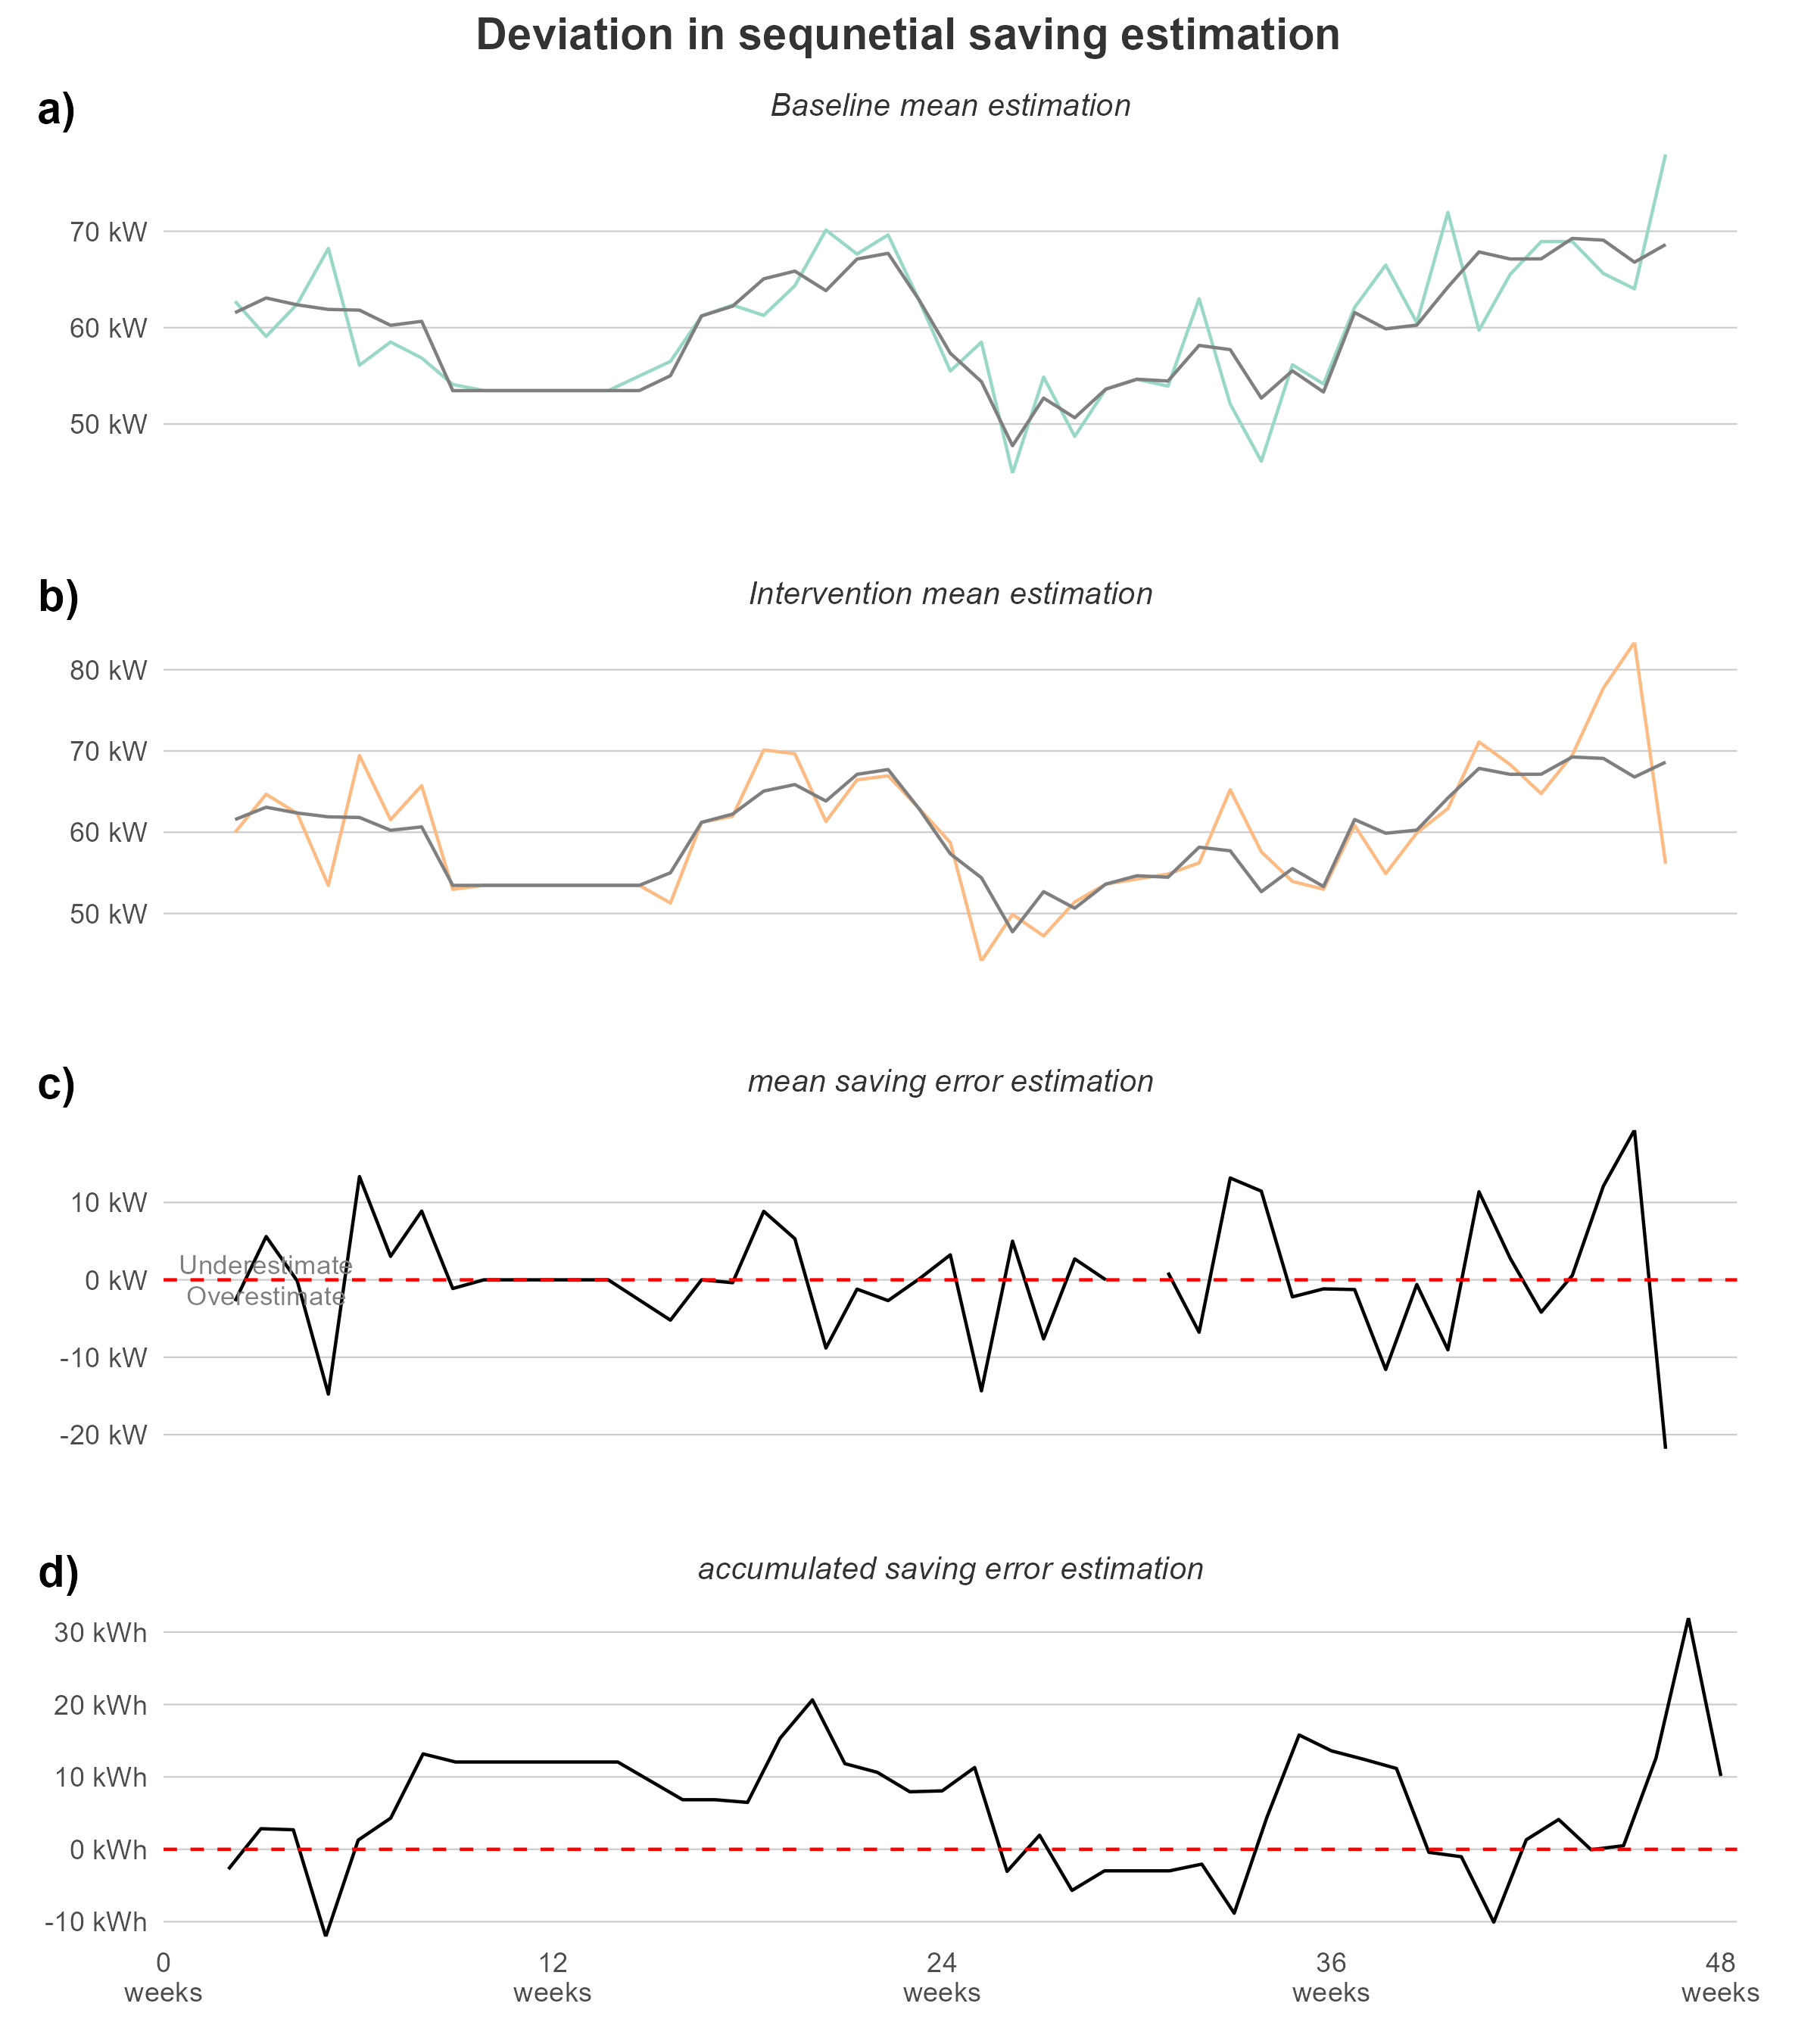 Deviation in sequnetial saving estimation
a)
Baseline mean estimation
70 kW
60 kW
50 kW
b)
Intervention mean estimation
80 kW
70 kW
60 kW
50 kW
c)
mean saving error estimation
10 kW
Underestimate
0 kW
Overestimate
-10 kW
-20 kW
d)
accumulated saving error estimation
30 kWh
20 kWh
10 kWh
0 kWh
-10 kWh
0 12 24 36 48
weeks weeks weeks weeks weeks